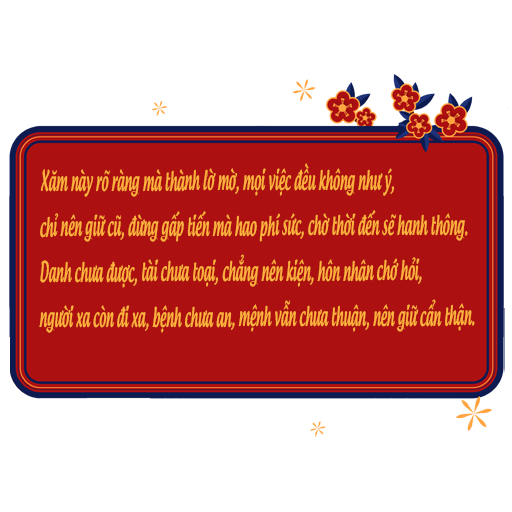 Xăm này rõ ràng mà thành lờ mờ, mọi việc đều không như ý,
chỉ nên giữ cũ, đừng gấp tiến mà hao phí sức, chờ thời đến sẽ hanh thông.
Danh chưa được, tài chưa toại, chẳng nên kiện, hôn nhân chớ hỏi,
người xa còn đi xa, bệnh chưa an, mệnh vẫn chưa thuận, nên giữ cẩn thận.